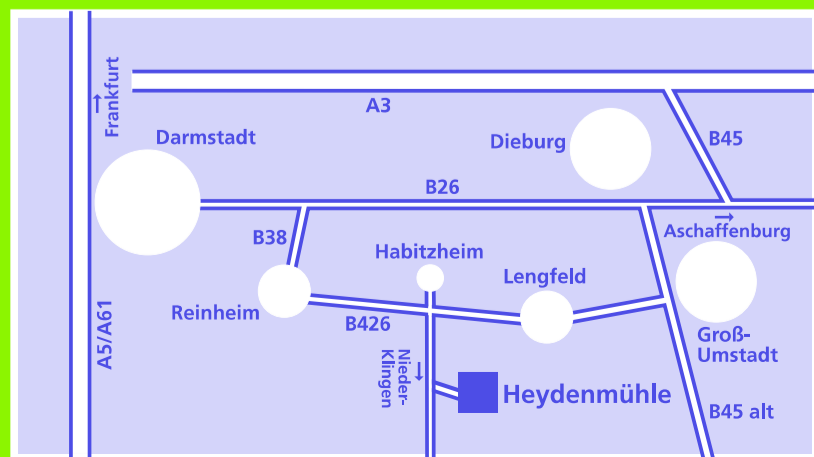 Frankfurt
A3
Darmstadt
Dieburg
B45
B26
Aschaffenburg
B38
Habitzheim
Lengfeld
Reinheim
B426
A5/A61
Groß-
Umstadt
Nieder-
Klingen
Heydenmühle
B45 alt